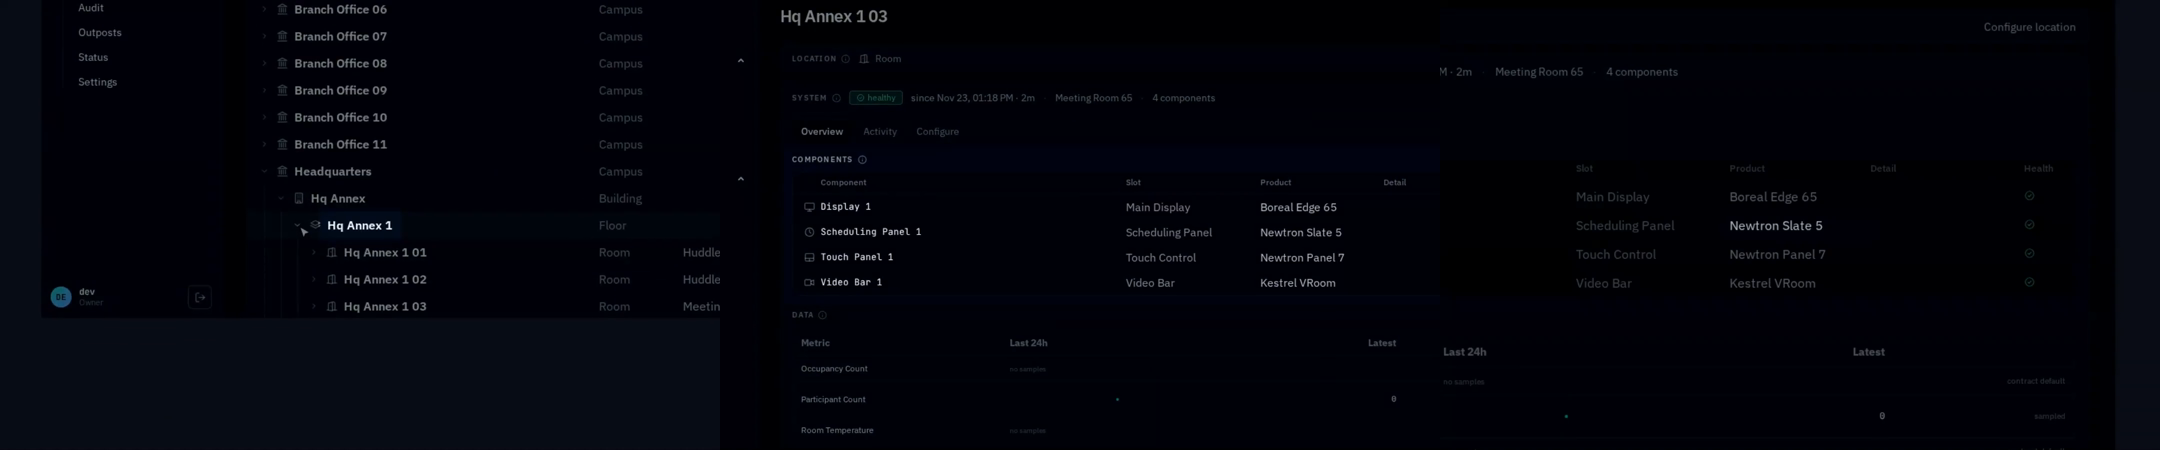 Audit
Outposts
Status
Settings
dev
Owner
Branch Office 06 Campus
Branch Office 07 Campus
Branch Office 08 Campus
Branch Office 09 Campus
Branch Office 10 Campus
Branch Office 11 Campus
Headquarters Campus
Hq Annex Building
Hq Annex 1 Floor
Hq Annex 1 01 Room Huddle
Hq Annex 1 02 Room Huddle
Hq Annex 1 03 Room Meetin
Hq Annex 1 03
LOCATION Room
SYSTEM healthy since Nov 23, 01:18 PM · 2m · Meeting Room 65 · 4 components
Overview Activity Configure
COMPONENTS
Component Slot Product Detail
Display 1 Main Display Boreal Edge 65
Scheduling Panel 1 Scheduling Panel Newtron Slate 5
Touch Panel 1 Touch Control Newtron Panel 7
Video Bar 1 Video Bar Kestrel VRoom
DATA
Metric Last 24h Latest
Occupancy Count no samples
Participant Count 0
Room Temperature no samples
Configure location
M · 2m · Meeting Room 65 · 4 components
Slot Product Detail Health
Main Display Boreal Edge 65
Scheduling Panel Newtron Slate 5
Touch Control Newtron Panel 7
Video Bar Kestrel VRoom
Last 24h Latest
no samples contract default
0 sampled